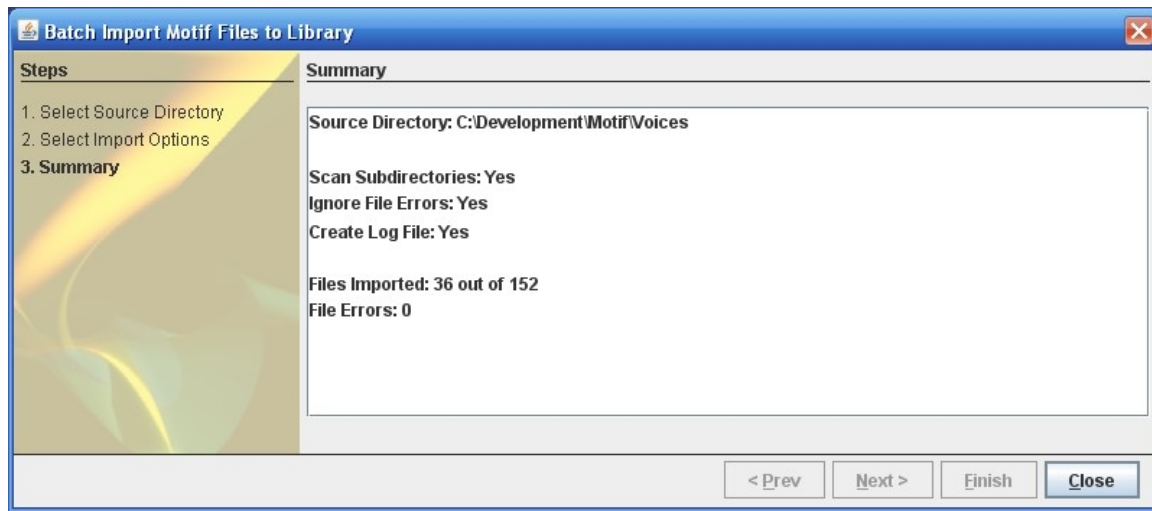 Batch Import Motif Files to Library
Steps
1. Select Source Directory
2. Select Import Options
3. Summary
Summary
Source Directory: C:\Development\Motif\Voices
Scan Subdirectories: Yes
Ignore File Errors: Yes
Create Log File: Yes
Files Imported: 36 out of 152
File Errors: 0
< Prev
Next >
Finish
Close